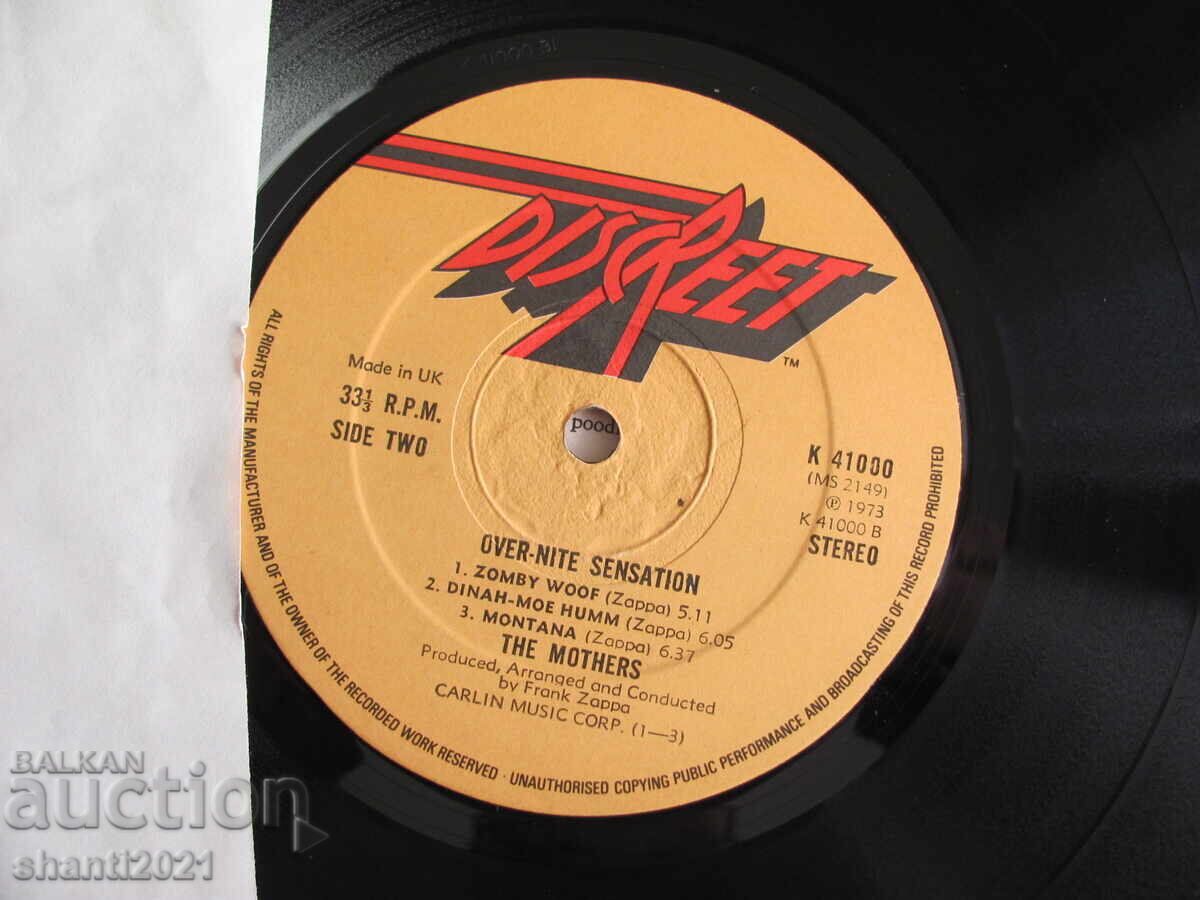 K 41000 B1
DISCREET
™
Made in UK
33⅓ R.P.M.
SIDE TWO
pood
K 41000
(MS 2149)
℗ 1973
K 41000 B
STEREO
OVER-NITE SENSATION
1. ZOMBY WOOF (Zappa) 5.11
2. DINAH-MOE HUMM (Zappa) 6.05
3. MONTANA (Zappa) 6.37
THE MOTHERS
Produced, Arranged and Conducted
by Frank Zappa
CARLIN MUSIC CORP. (1—3)
ALL RIGHTS OF THE MANUFACTURER AND OF THE OWNER OF THE RECORDED WORK RESERVED · UNAUTHORISED COPYING PUBLIC PERFORMANCE AND BROADCASTING OF THIS RECORD PROHIBITED
BALKAN
auction
shanti2021